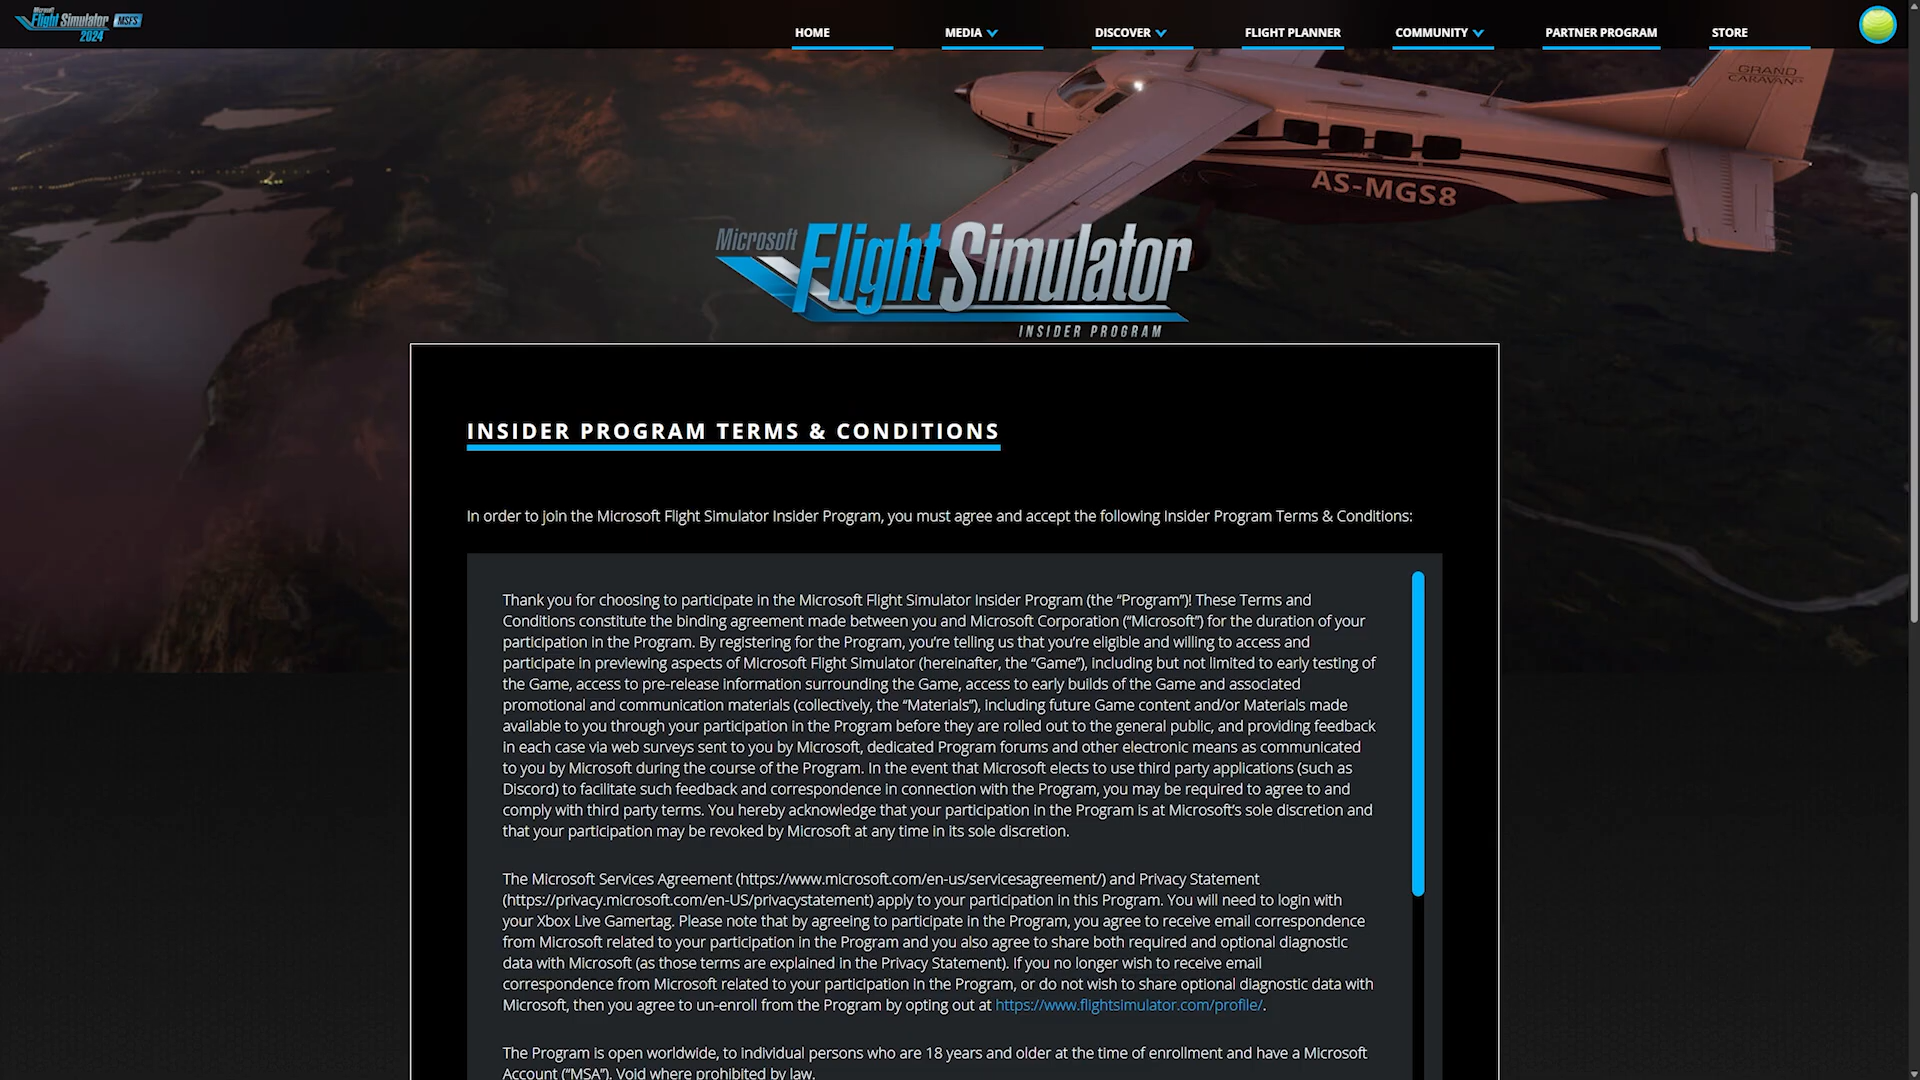 Microsoft
Flight Simulator MSFS
2024
HOME
MEDIA
DISCOVER
FLIGHT PLANNER
COMMUNITY
PARTNER PROGRAM
STORE
GRAND
CARAVAN
AS-MGS8
Microsoft Flight Simulator
INSIDER PROGRAM
INSIDER PROGRAM TERMS & CONDITIONS
In order to join the Microsoft Flight Simulator Insider Program, you must agree and accept the following Insider Program Terms & Conditions:
Thank you for choosing to participate in the Microsoft Flight Simulator Insider Program (the “Program”)! These Terms and
Conditions constitute the binding agreement made between you and Microsoft Corporation (“Microsoft”) for the duration of your
participation in the Program. By registering for the Program, you’re telling us that you’re eligible and willing to access and
participate in previewing aspects of Microsoft Flight Simulator (hereinafter, the “Game”), including but not limited to early testing of
the Game, access to pre-release information surrounding the Game, access to early builds of the Game and associated
promotional and communication materials (collectively, the “Materials”), including future Game content and/or Materials made
available to you through your participation in the Program before they are rolled out to the general public, and providing feedback
in each case via web surveys sent to you by Microsoft, dedicated Program forums and other electronic means as communicated
to you by Microsoft during the course of the Program. In the event that Microsoft elects to use third party applications (such as
Discord) to facilitate such feedback and correspondence in connection with the Program, you may be required to agree to and
comply with third party terms. You hereby acknowledge that your participation in the Program is at Microsoft’s sole discretion and
that your participation may be revoked by Microsoft at any time in its sole discretion.
The Microsoft Services Agreement (https://www.microsoft.com/en-us/servicesagreement/) and Privacy Statement
(https://privacy.microsoft.com/en-US/privacystatement) apply to your participation in this Program. You will need to login with
your Xbox Live Gamertag. Please note that by agreeing to participate in the Program, you agree to receive email correspondence
from Microsoft related to your participation in the Program and you also agree to share both required and optional diagnostic
data with Microsoft (as those terms are explained in the Privacy Statement). If you no longer wish to receive email
correspondence from Microsoft related to your participation in the Program, or do not wish to share optional diagnostic data with
Microsoft, then you agree to un-enroll from the Program by opting out at https://www.flightsimulator.com/profile/.
The Program is open worldwide, to individual persons who are 18 years and older at the time of enrollment and have a Microsoft
Account (“MSA”). Void where prohibited by law.